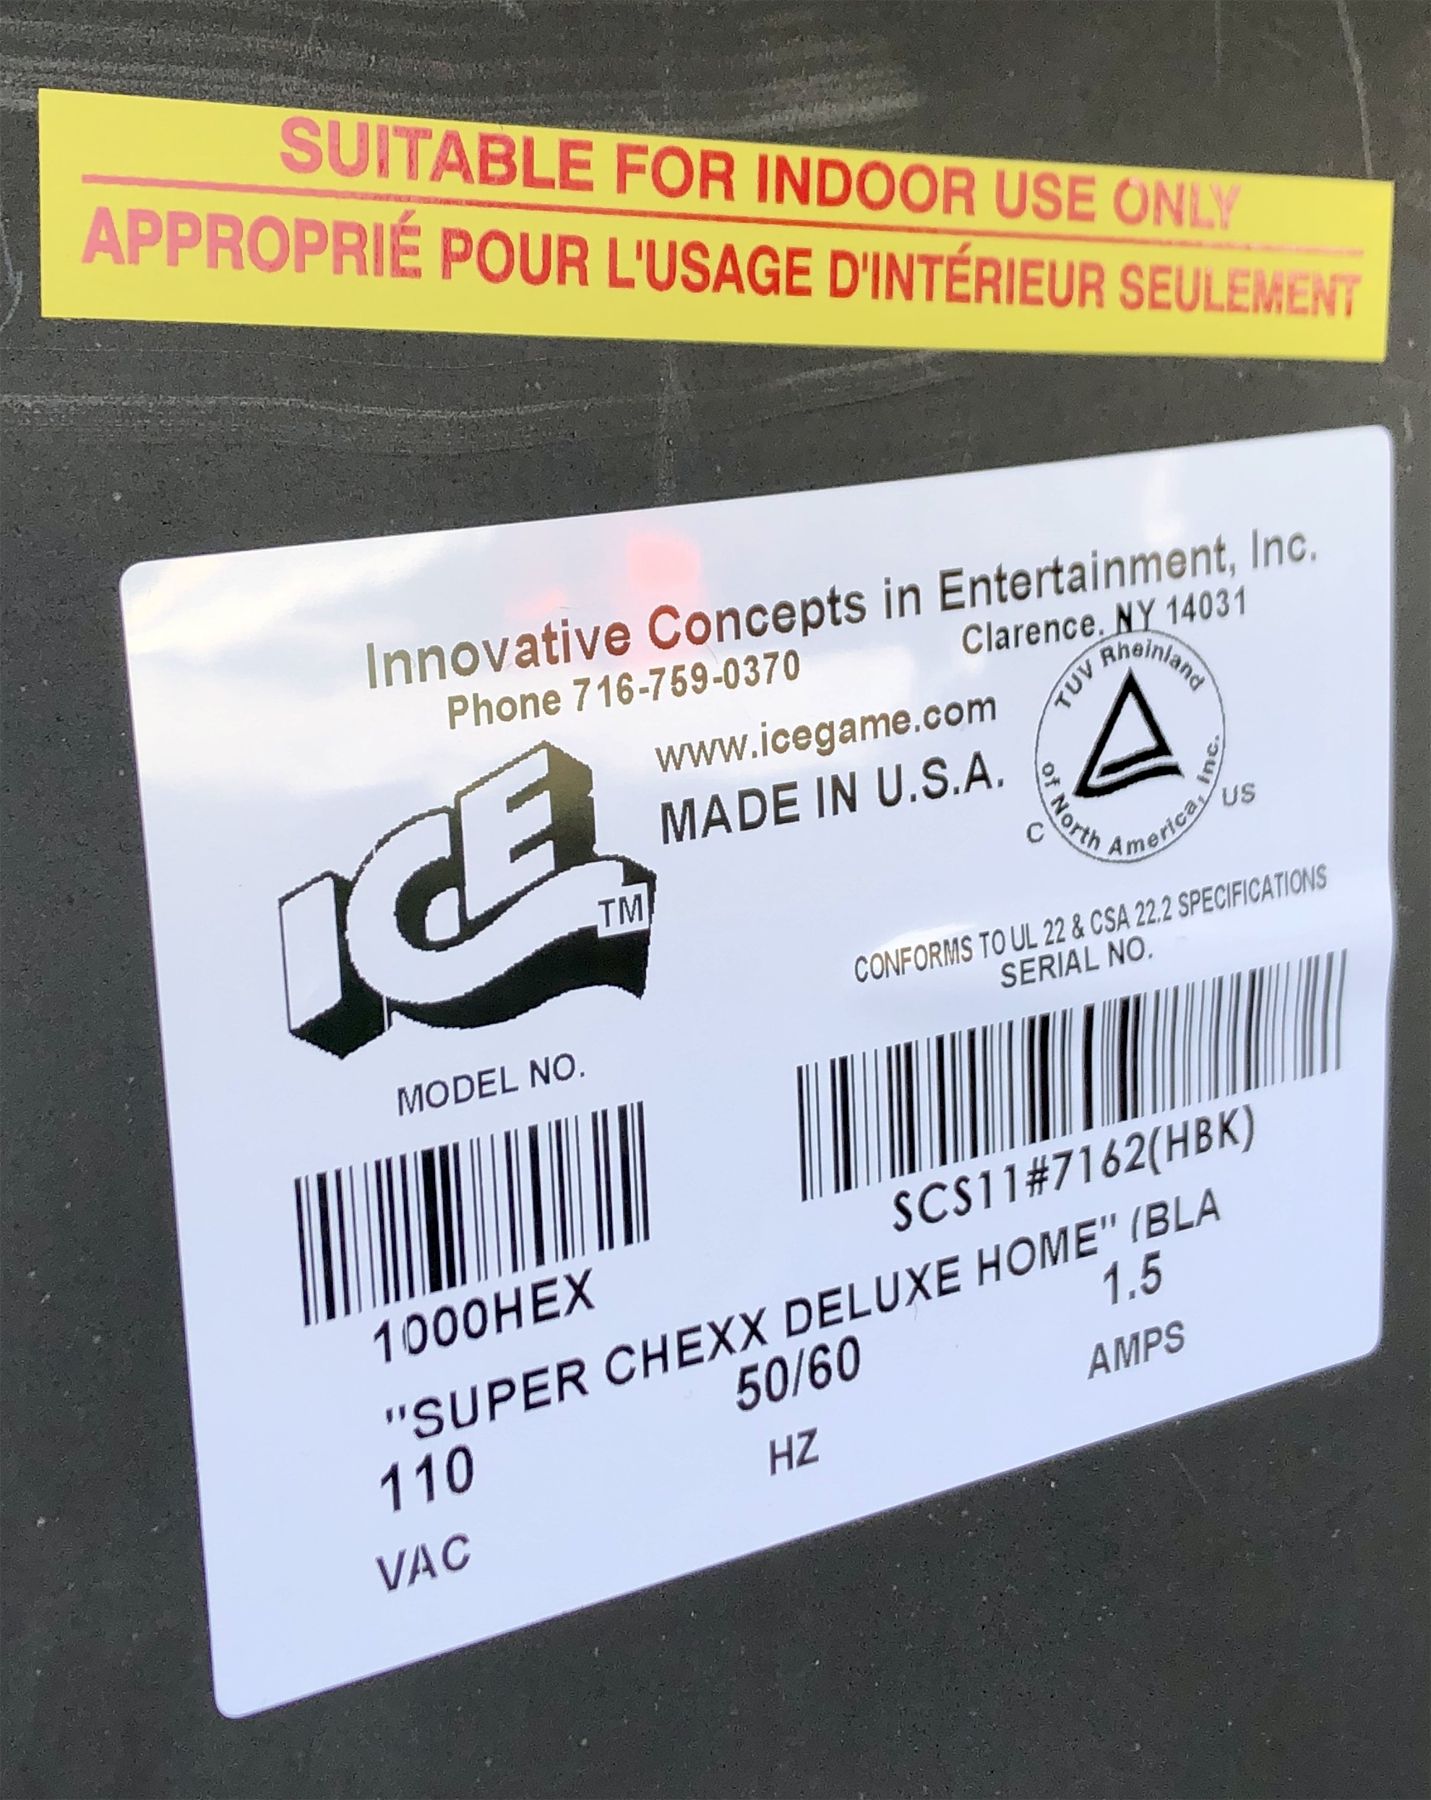 SUITABLE FOR INDOOR USE ONLY
APPROPRIÉ POUR L'USAGE D'INTÉRIEUR SEULEMENT
Innovative Concepts in Entertainment, Inc.
Phone 716-759-0370
Clarence, NY 14031
www.icegame.com
MADE IN U.S.A.
TUV Rheinland
of North America, Inc.
C US
ICE
TM
CONFORMS TO UL 22 & CSA 22.2 SPECIFICATIONS
SERIAL NO.
SCS11#7162(HBK)
MODEL NO.
1000HEX
"SUPER CHEXX DELUXE HOME" (BLA
110 50/60 1.5
VAC HZ AMPS